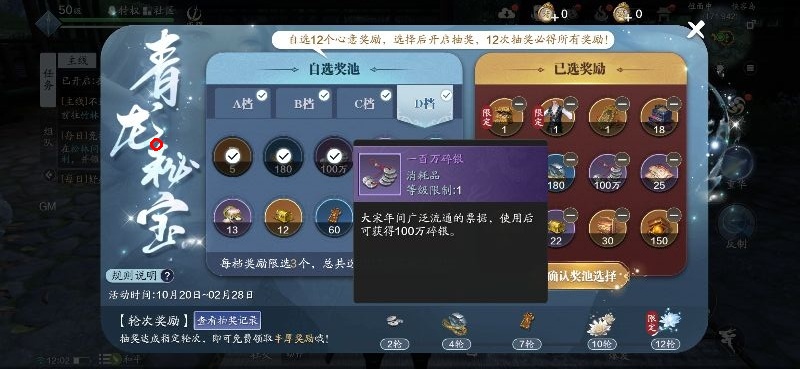 50级
特权
社区
+0
+0
自选12个心意奖励，选择后开启抽奖，12次抽奖必得所有奖励!
青龙秘宝
自选奖池
已选奖励
A档
B档
C档
D档
任务
主线
组队
GM
5
180
100万
13
12
60
限定
1
限定
1
1
18
180
100万
25
22
30
150
一百万碎银
消耗品
等级限制:1
大宋年间广泛流通的票据，使用后
可获得100万碎银。
每档奖励限选3个，总共选
确认奖池选择
规则说明?
活动时间:10月20日~02月28日
【轮次奖励】
查看抽奖记录
抽奖达成指定轮次，即可免费领取丰厚奖励哦!
2轮
4轮
7轮
10轮
限定
12轮
重华
反制
12:02